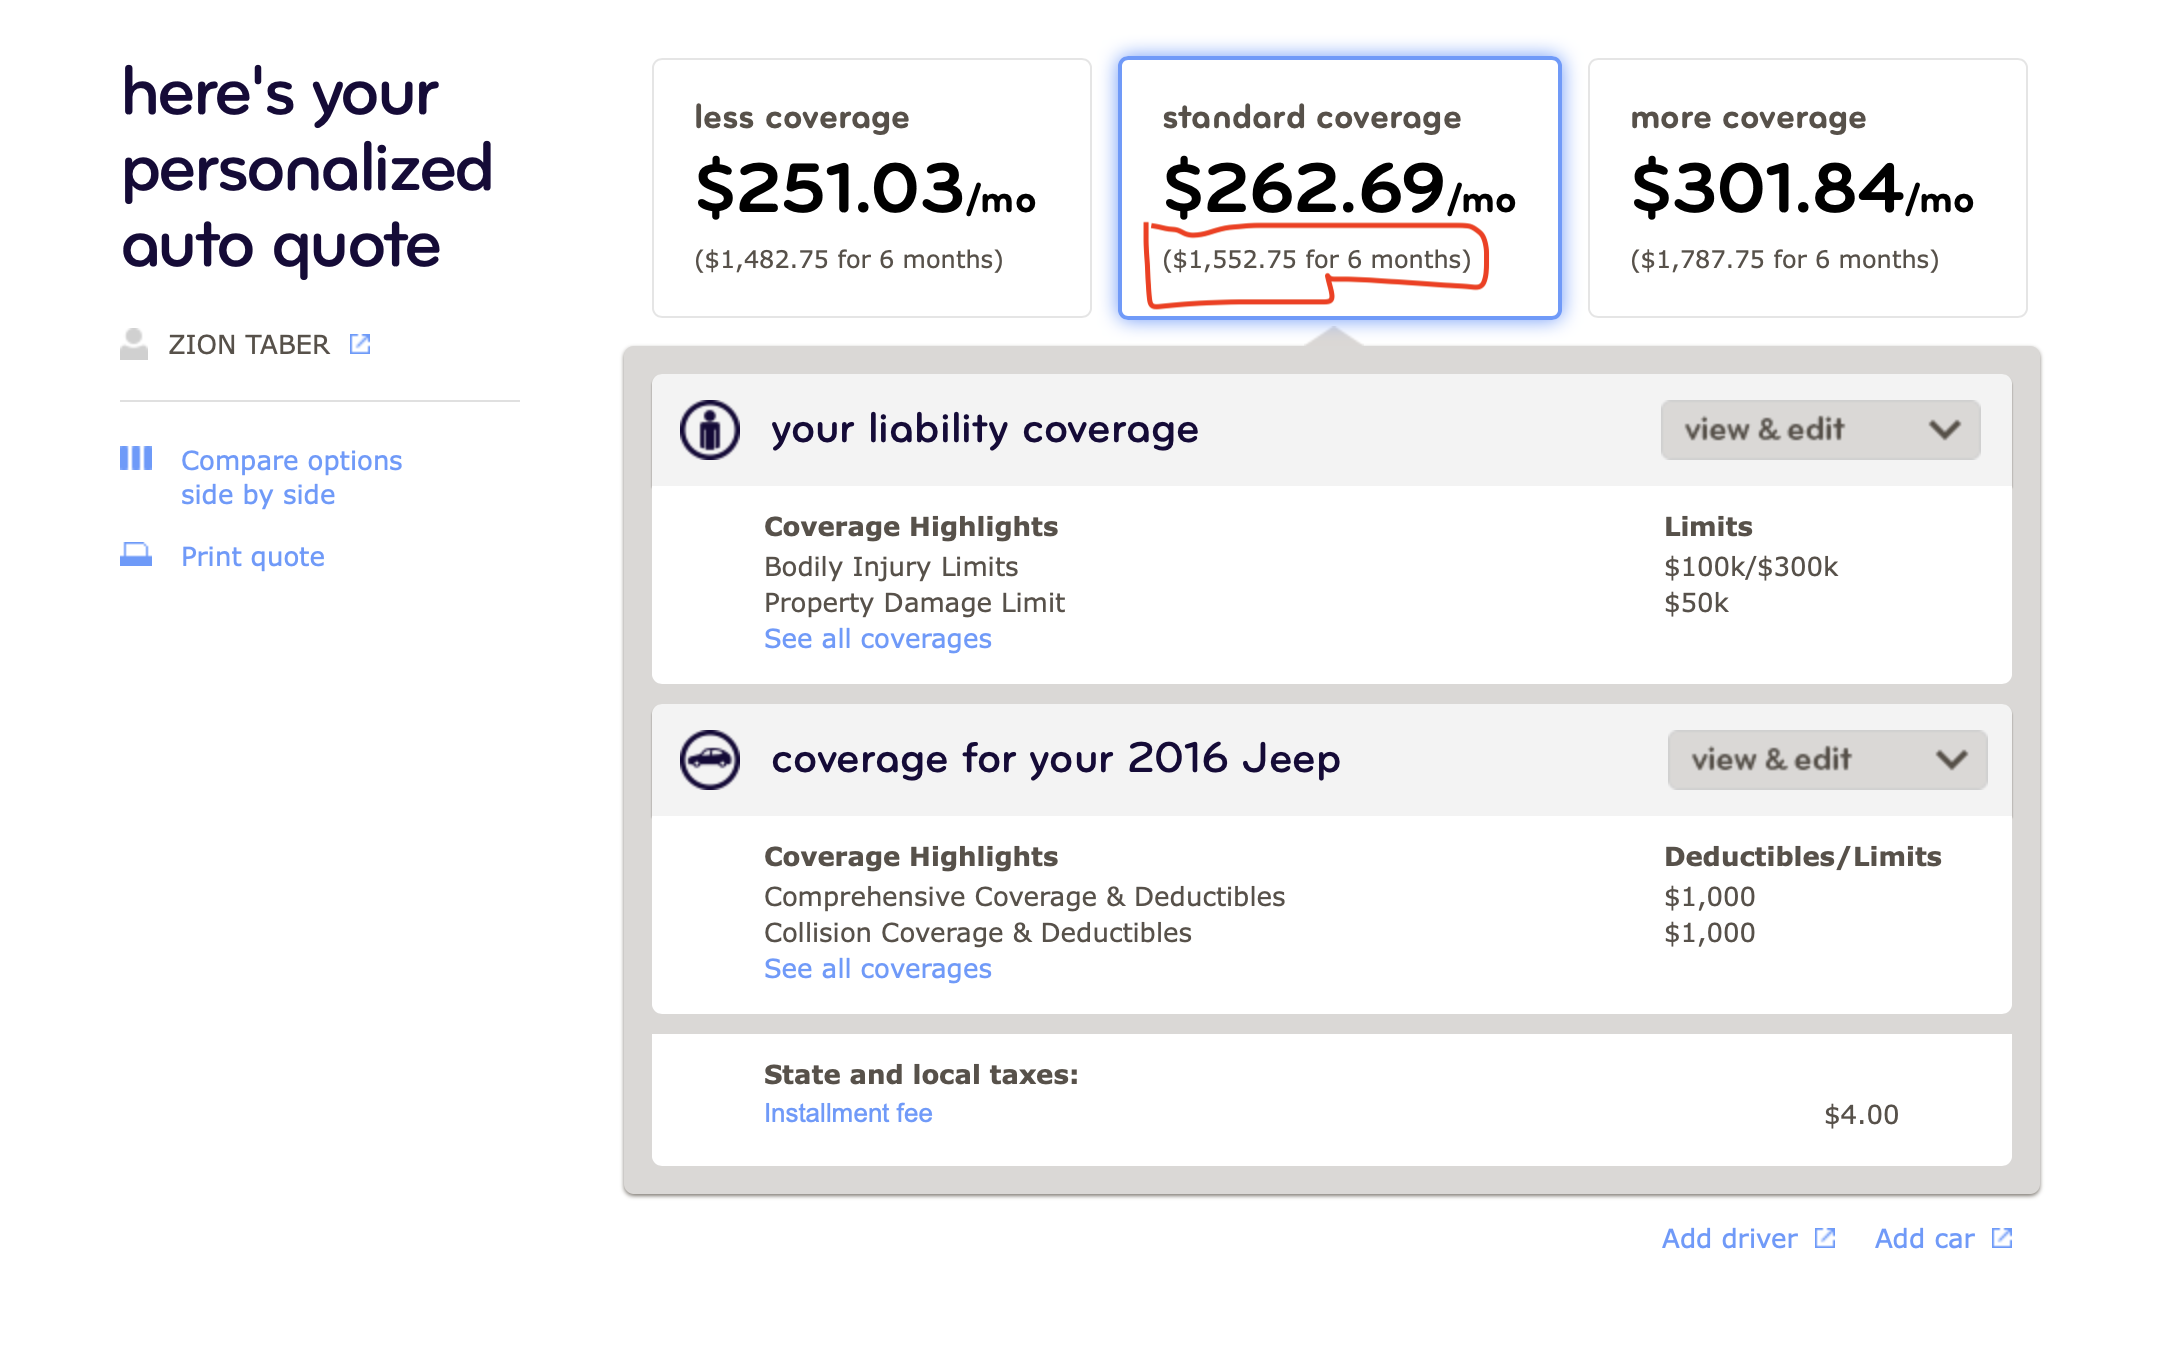 here's your
personalized
auto quote
ZION TABER
Compare options
side by side
Print quote
less coverage
$251.03/mo
($1,482.75 for 6 months)
standard coverage
$262.69/mo
($1,552.75 for 6 months)
more coverage
$301.84/mo
($1,787.75 for 6 months)
your liability coverage
view & edit
Coverage Highlights Limits
Bodily Injury Limits $100k/$300k
Property Damage Limit $50k
See all coverages
coverage for your 2016 Jeep
view & edit
Coverage Highlights Deductibles/Limits
Comprehensive Coverage & Deductibles $1,000
Collision Coverage & Deductibles $1,000
See all coverages
State and local taxes:
Installment fee $4.00
Add driver Add car